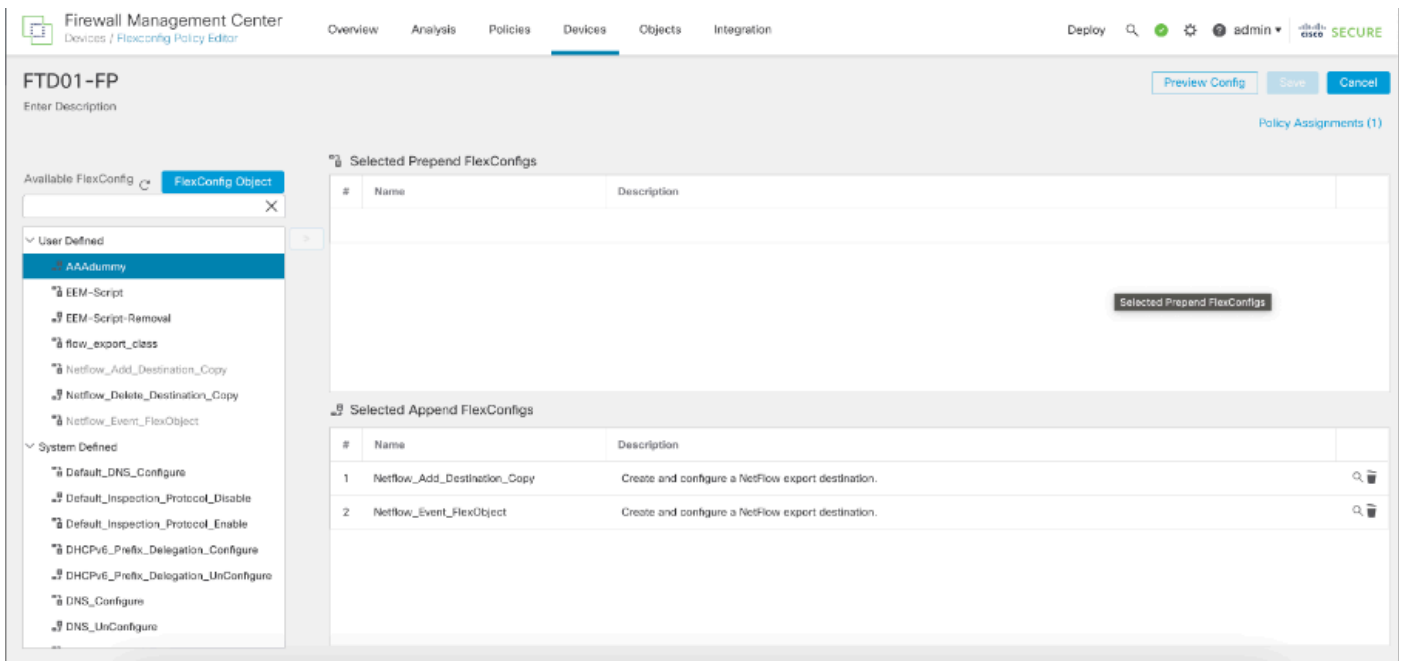 Firewall Management Center
Devices / Flexconfig Policy Editor
Overview Analysis Policies Devices Objects Integration
Deploy admin cisco SECURE
FTD01-FP
Enter Description
Preview Config Save Cancel
Policy Assignments (1)
Available FlexConfig FlexConfig Object
User Defined
AAAdummy
EEM-Script
EEM-Script-Removal
flow_export_class
Netflow_Add_Destination_Copy
Netflow_Delete_Destination_Copy
Netflow_Event_FlexObject
System Defined
Default_DNS_Configure
Default_Inspection_Protocol_Disable
Default_Inspection_Protocol_Enable
DHCPv6_Prefix_Delegation_Configure
DHCPv6_Prefix_Delegation_UnConfigure
DNS_Configure
DNS_UnConfigure
Selected Prepend FlexConfigs
# Name Description
Selected Prepend FlexConfigs
Selected Append FlexConfigs
# Name Description
1 Netflow_Add_Destination_Copy Create and configure a NetFlow export destination.
2 Netflow_Event_FlexObject Create and configure a NetFlow export destination.